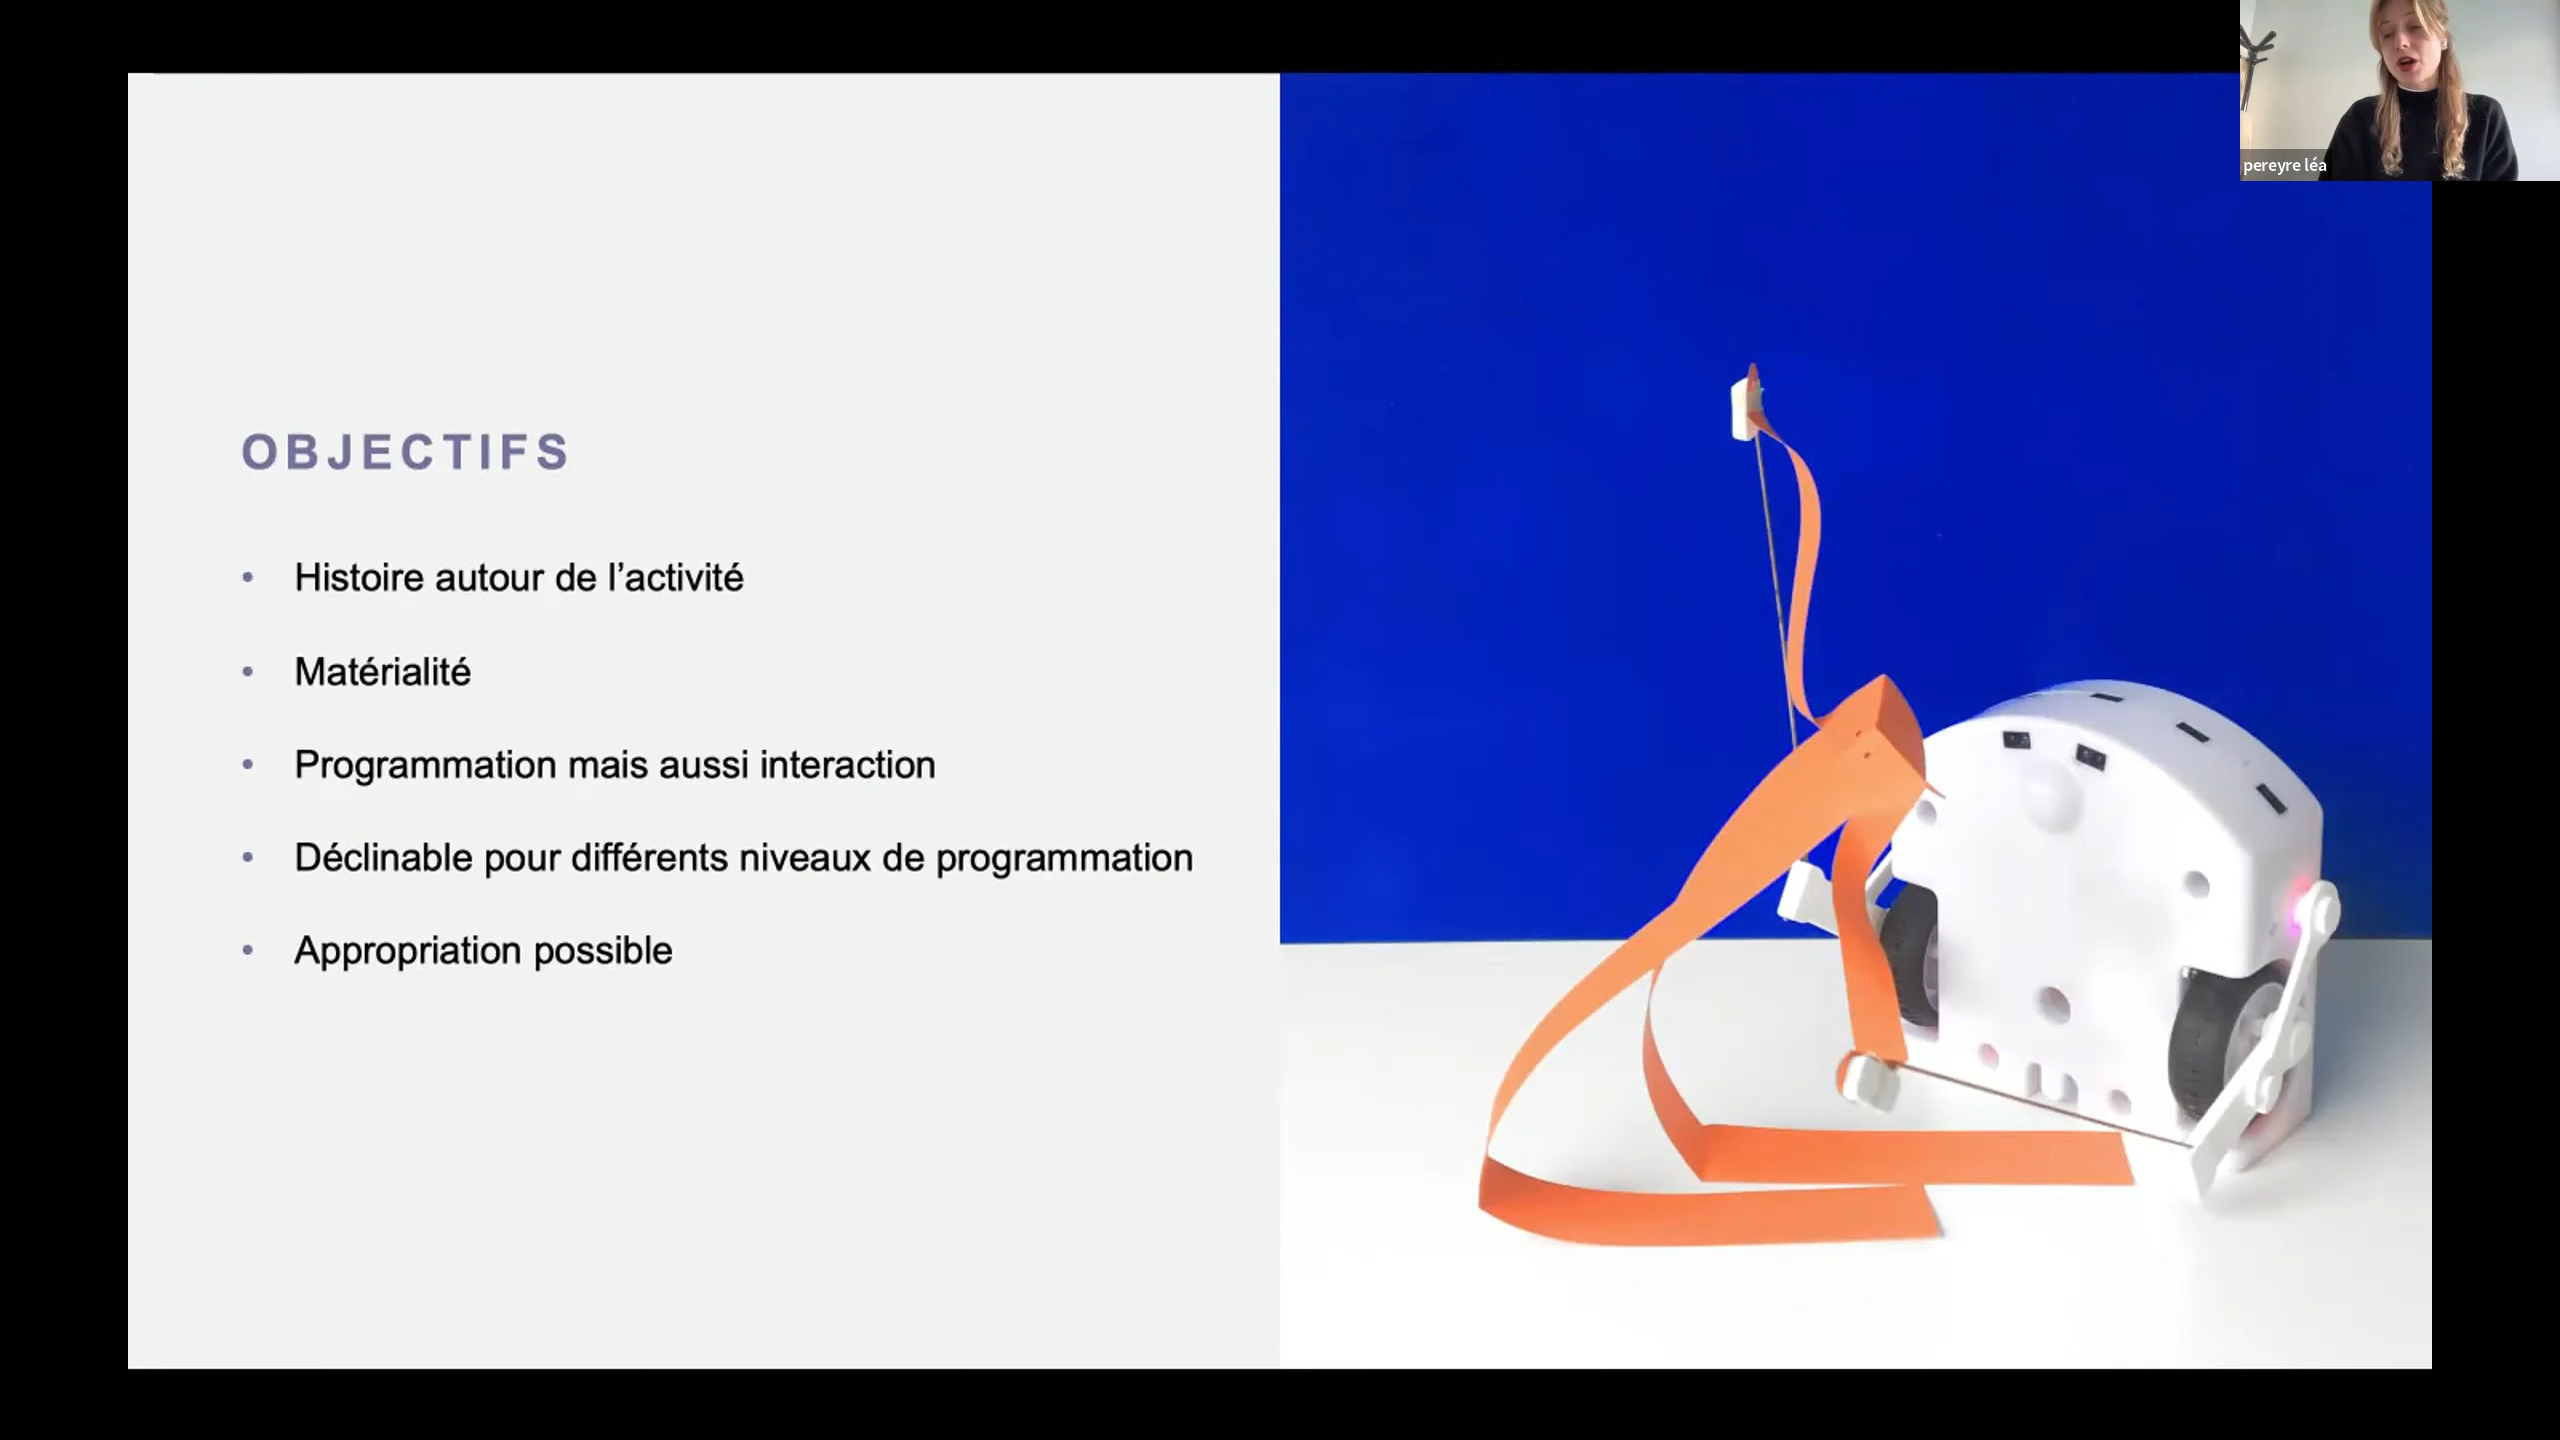 pereyre léa
OBJECTIFS
• Histoire autour de l’activité
• Matérialité
• Programmation mais aussi interaction
• Déclinable pour différents niveaux de programmation
• Appropriation possible